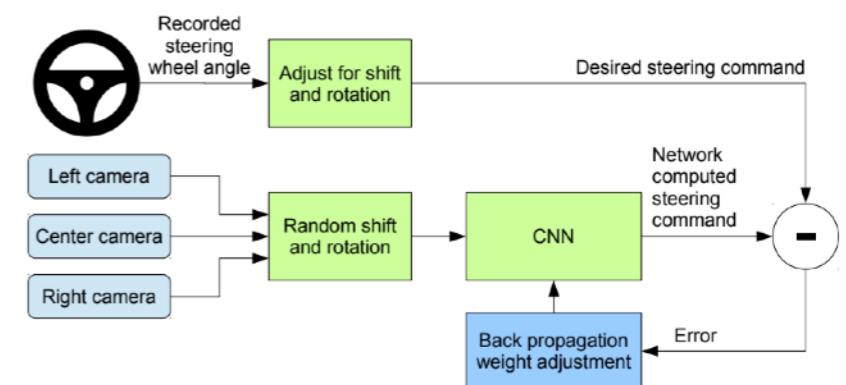 Recorded
steering
wheel angle
Adjust for shift
and rotation
Desired steering command
Left camera
Center camera
Right camera
Random shift
and rotation
CNN
Network
computed
steering
command
-
Back propagation
weight adjustment
Error